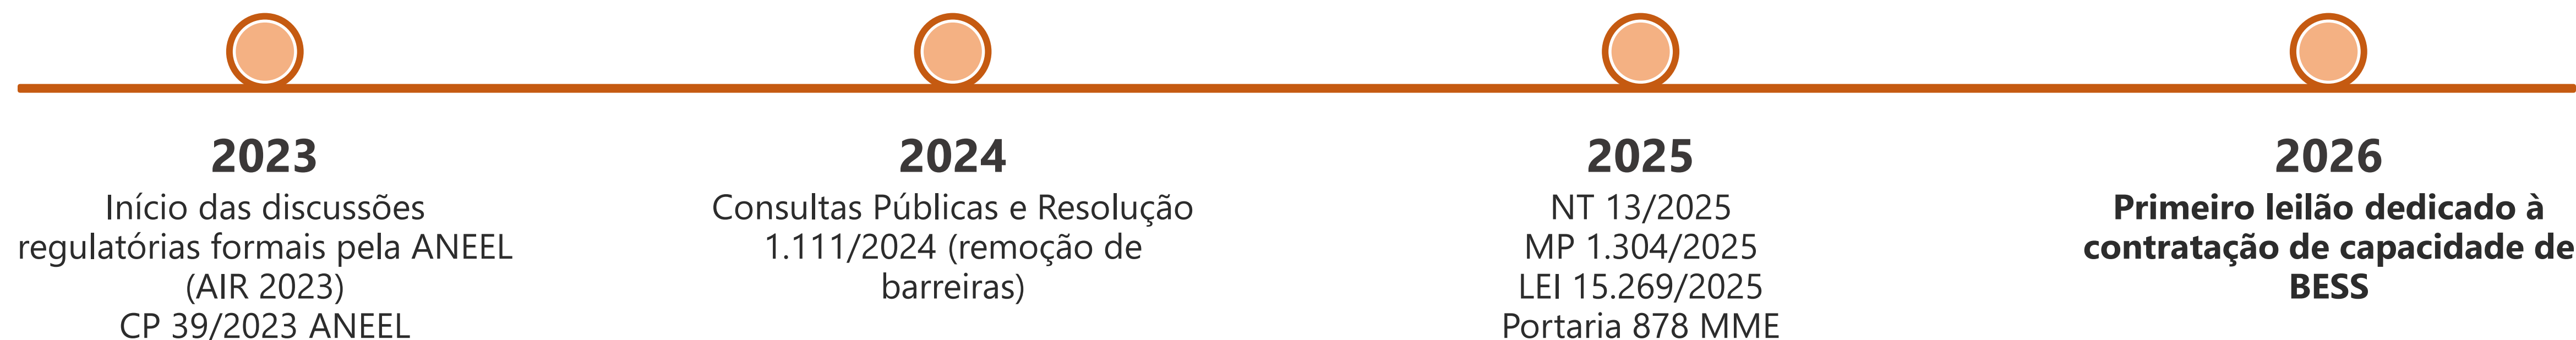 2023
Início das discussões
regulatórias formais pela ANEEL
(AIR 2023)
CP 39/2023 ANEEL
2024
Consultas Públicas e Resolução
1.111/2024 (remoção de
barreiras)
2025
NT 13/2025
MP 1.304/2025
LEI 15.269/2025
Portaria 878 MME
2026
Primeiro leilão dedicado à
contratação de capacidade de
BESS